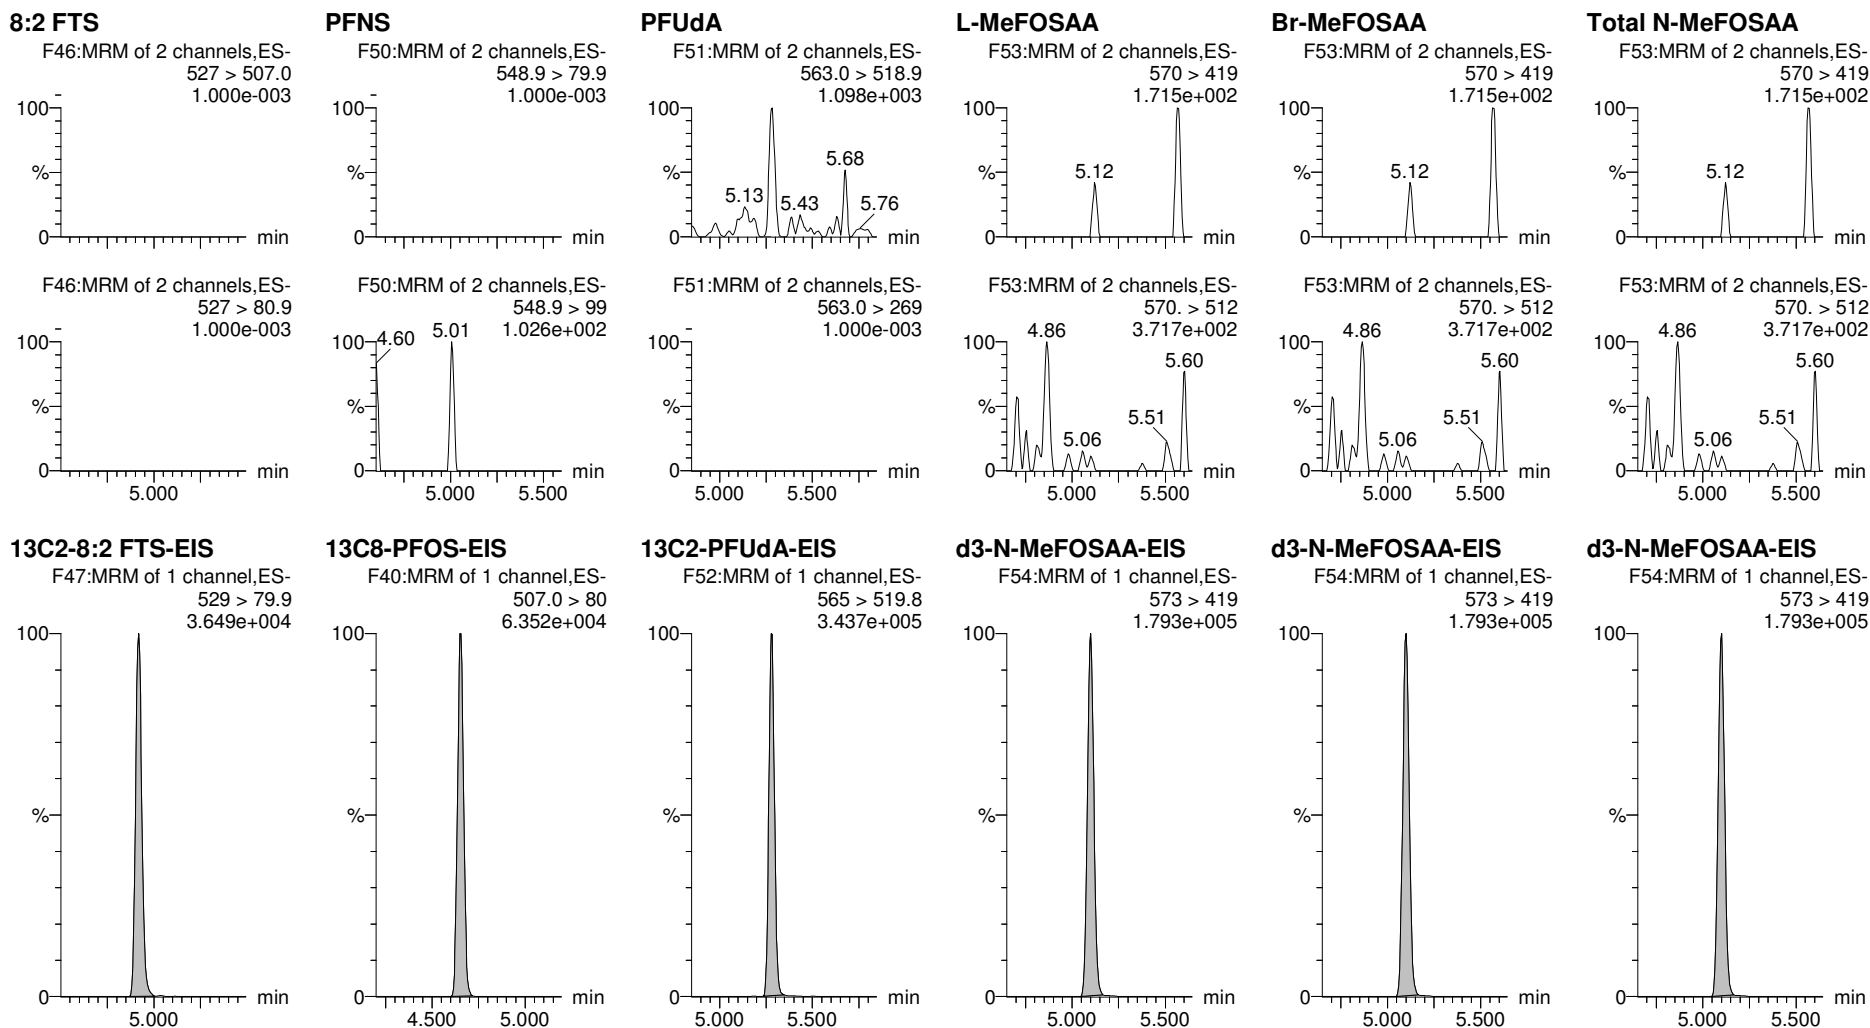 8:2 FTS
F46:MRM of 2 channels,ES-
527 > 507.0
1.000e-003
100
%
0
min
F46:MRM of 2 channels,ES-
527 > 80.9
1.000e-003
100
%
0
min
5.000
PFNS
F50:MRM of 2 channels,ES-
548.9 > 79.9
1.000e-003
100
%
0
min
F50:MRM of 2 channels,ES-
548.9 > 99
1.026e+002
100
4.60
5.01
%
0
min
5.000
5.500
PFUdA
F51:MRM of 2 channels,ES-
563.0 > 518.9
1.098e+003
100
%
0
5.13
5.43
5.68
5.76
min
F51:MRM of 2 channels,ES-
563.0 > 269
1.000e-003
100
%
0
min
5.000
5.500
L-MeFOSAA
F53:MRM of 2 channels,ES-
570 > 419
1.715e+002
100
%
0
5.12
min
F53:MRM of 2 channels,ES-
570. > 512
3.717e+002
100
%
0
4.86
5.06
5.51
5.60
min
5.000
5.500
Br-MeFOSAA
F53:MRM of 2 channels,ES-
570 > 419
1.715e+002
100
%
0
5.12
min
F53:MRM of 2 channels,ES-
570. > 512
3.717e+002
100
%
0
4.86
5.06
5.51
5.60
min
5.000
5.500
Total N-MeFOSAA
F53:MRM of 2 channels,ES-
570 > 419
1.715e+002
100
%
0
5.12
min
F53:MRM of 2 channels,ES-
570. > 512
3.717e+002
100
%
0
4.86
5.06
5.51
5.60
min
5.000
5.500
13C2-8:2 FTS-EIS
F47:MRM of 1 channel,ES-
529 > 79.9
3.649e+004
100
%
0
min
5.000
13C8-PFOS-EIS
F40:MRM of 1 channel,ES-
507.0 > 80
6.352e+004
100
%
0
min
4.500
5.000
13C2-PFUdA-EIS
F52:MRM of 1 channel,ES-
565 > 519.8
3.437e+005
100
%
0
min
5.000
5.500
d3-N-MeFOSAA-EIS
F54:MRM of 1 channel,ES-
573 > 419
1.793e+005
100
%
0
min
5.000
5.500
d3-N-MeFOSAA-EIS
F54:MRM of 1 channel,ES-
573 > 419
1.793e+005
100
%
0
min
5.000
5.500
d3-N-MeFOSAA-EIS
F54:MRM of 1 channel,ES-
573 > 419
1.793e+005
100
%
0
min
5.000
5.500